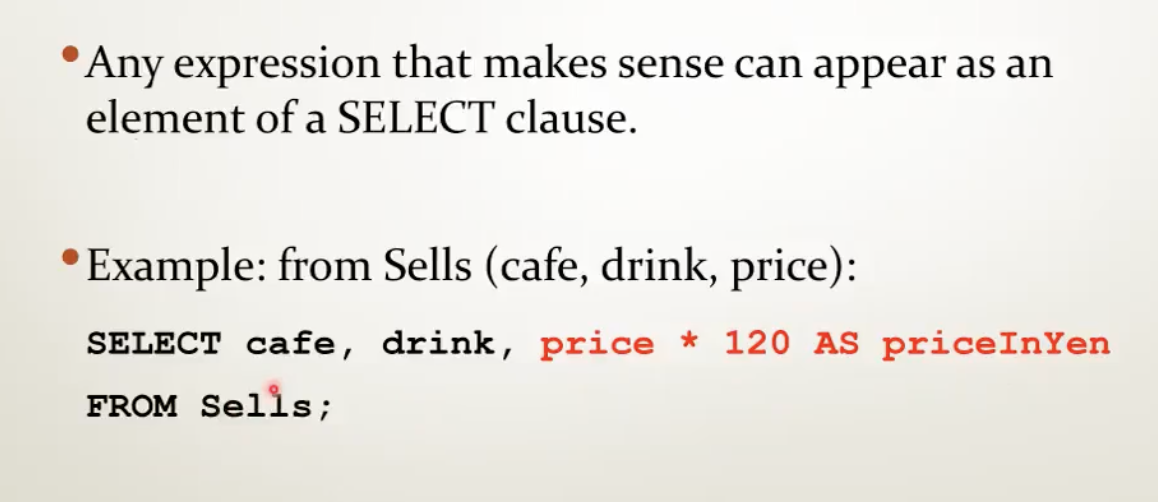 •Any expression that makes sense can appear as an
element of a SELECT clause.
•Example: from Sells (cafe, drink, price):
SELECT cafe, drink, price * 120 AS priceInYen
FROM Sells;